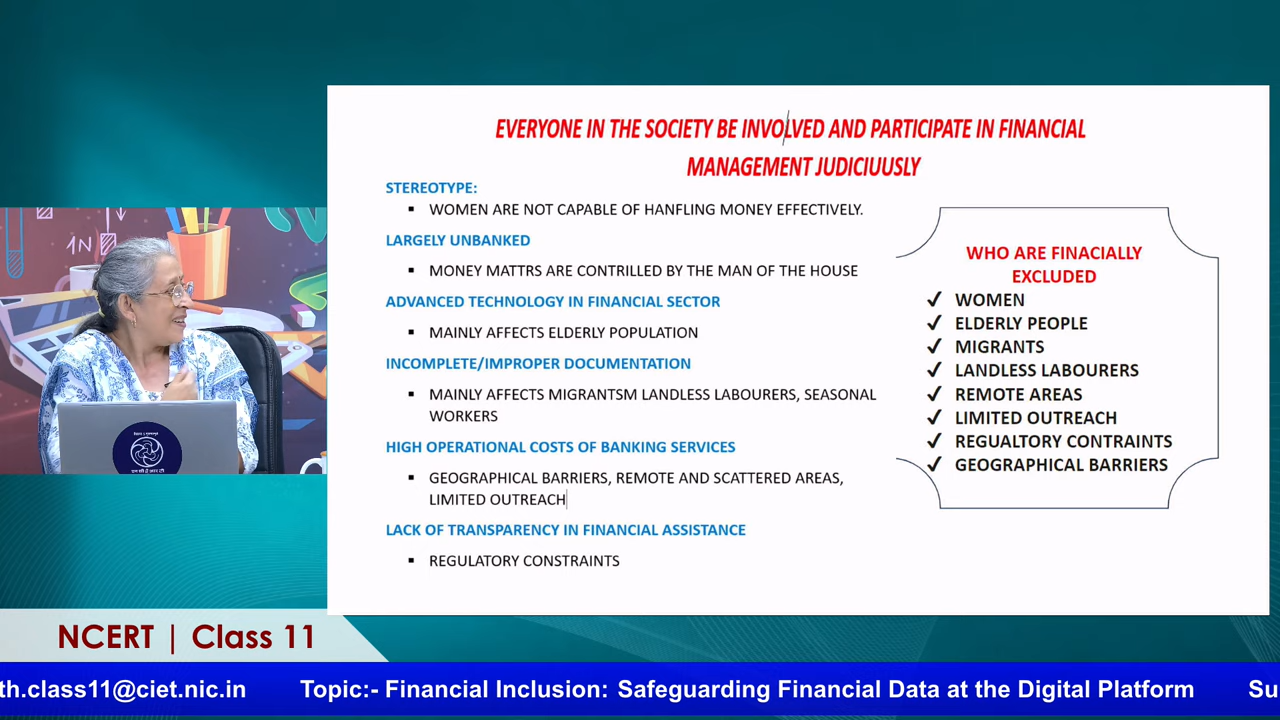 EVERYONE IN THE SOCIETY BE INVOLVED AND PARTICIPATE IN FINANCIAL
MANAGEMENT JUDICIUUSLY
STEREOTYPE:
▪ WOMEN ARE NOT CAPABLE OF HANFLING MONEY EFFECTIVELY.
LARGELY UNBANKED
▪ MONEY MATTRS ARE CONTRILLED BY THE MAN OF THE HOUSE
ADVANCED TECHNOLOGY IN FINANCIAL SECTOR
▪ MAINLY AFFECTS ELDERLY POPULATION
INCOMPLETE/IMPROPER DOCUMENTATION
▪ MAINLY AFFECTS MIGRANTSM LANDLESS LABOURERS, SEASONAL
WORKERS
HIGH OPERATIONAL COSTS OF BANKING SERVICES
▪ GEOGRAPHICAL BARRIERS, REMOTE AND SCATTERED AREAS,
LIMITED OUTREACH
LACK OF TRANSPARENCY IN FINANCIAL ASSISTANCE
▪ REGULATORY CONSTRAINTS
WHO ARE FINACIALLY
EXCLUDED
✓ WOMEN
✓ ELDERLY PEOPLE
✓ MIGRANTS
✓ LANDLESS LABOURERS
✓ REMOTE AREAS
✓ LIMITED OUTREACH
✓ REGUALTORY CONTRAINTS
✓ GEOGRAPHICAL BARRIERS
NCERT | Class 11
th.class11@ciet.nic.in Topic:- Financial Inclusion: Safeguarding Financial Data at the Digital Platform Su